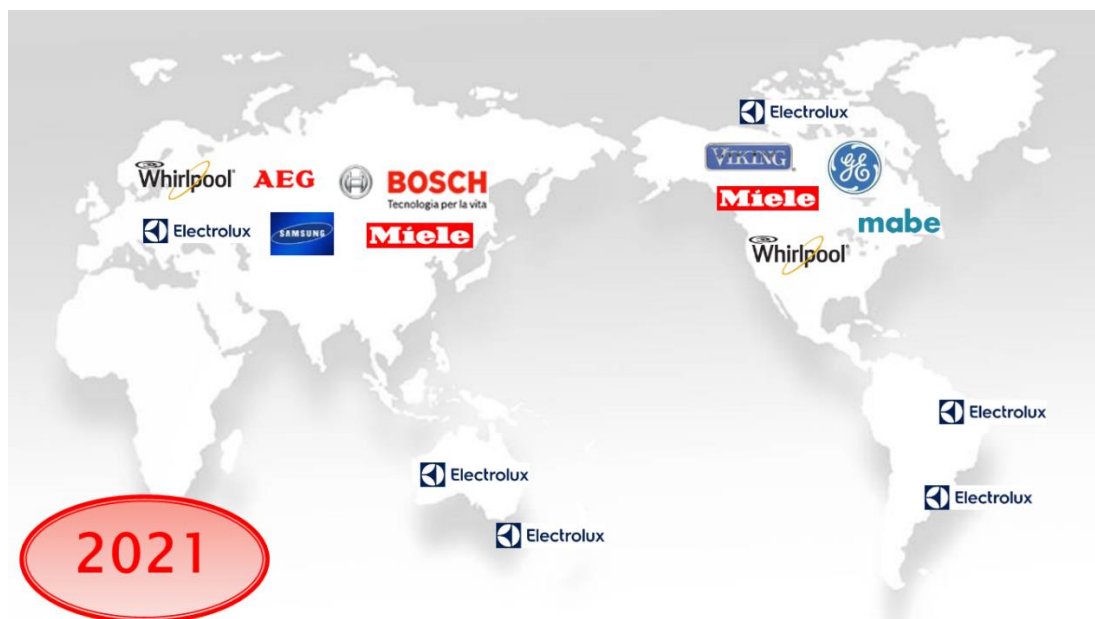 Electrolux
VIKING
GE
Whirlpool
AEG
BOSCH
Tecnologia per la vita
Miele
mabe
Electrolux
SAMSUNG
Miele
Whirlpool
Electrolux
Electrolux
Electrolux
Electrolux
2021